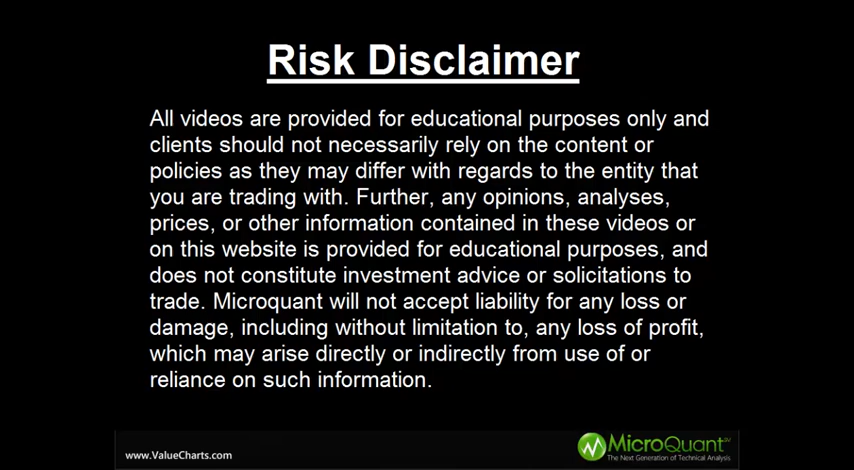 Risk Disclaimer
All videos are provided for educational purposes only and
clients should not necessarily rely on the content or
policies as they may differ with regards to the entity that
you are trading with. Further, any opinions, analyses,
prices, or other information contained in these videos or
on this website is provided for educational purposes, and
does not constitute investment advice or solicitations to
trade. Microquant will not accept liability for any loss or
damage, including without limitation to, any loss of profit,
which may arise directly or indirectly from use of or
reliance on such information.
www.ValueCharts.com
MicroQuant SV
The Next Generation of Technical Analysis